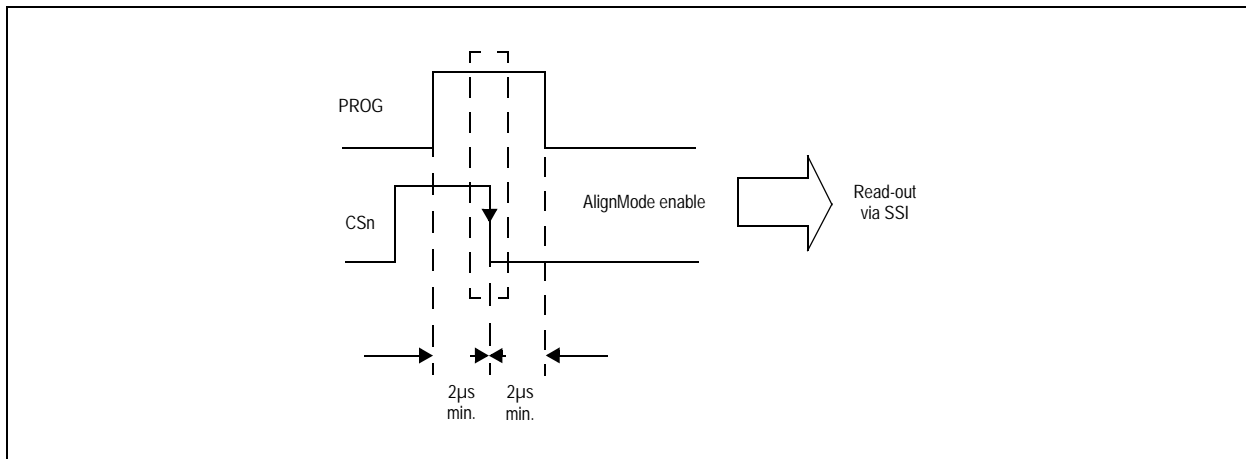 PROG
CSn
AlignMode enable
Read-out
via SSI
2µs
min.
2µs
min.